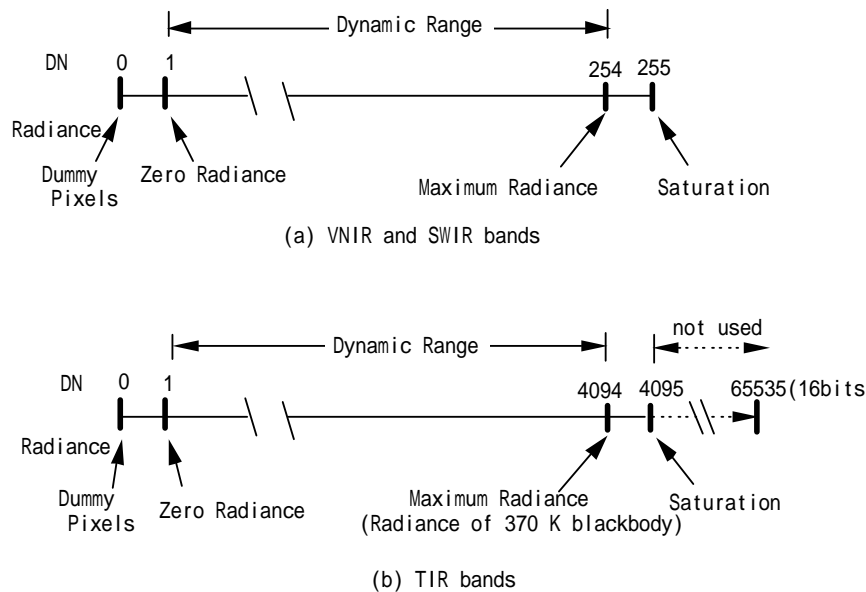 Dynamic Range
DN 0 1 254 255
Radiance
Dummy Pixels
Zero Radiance
Maximum Radiance
Saturation
(a) VNIR and SWIR bands
not used
Dynamic Range
DN 0 1 4094 4095 65535(16bits
Radiance
Dummy Pixels
Zero Radiance
Maximum Radiance
(Radiance of 370 K blackbody)
Saturation
(b) TIR bands